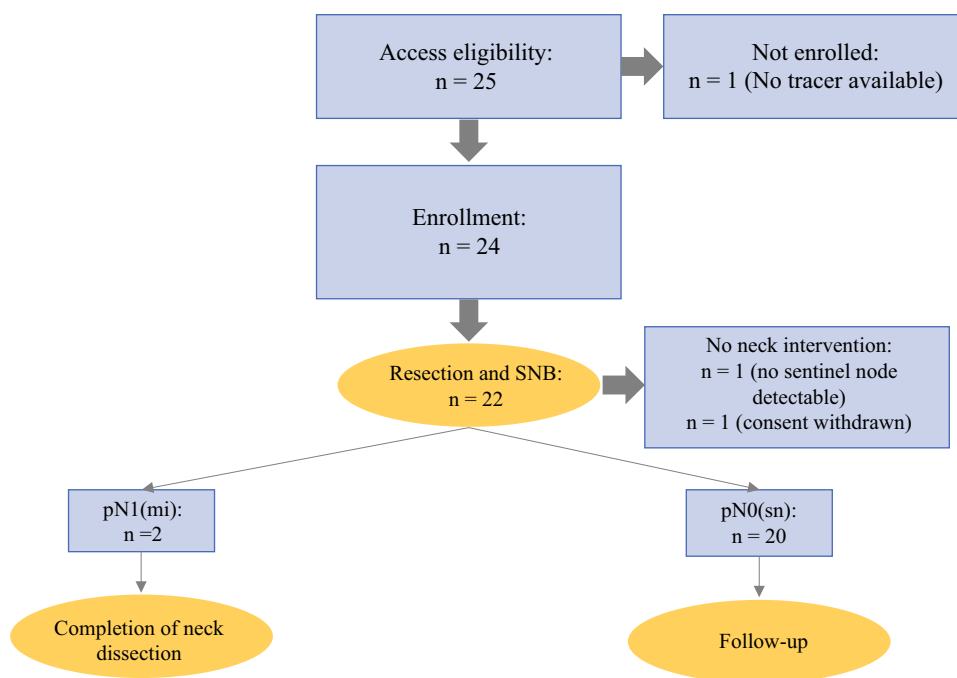 Access eligibility:
n = 25
Not enrolled:
n = 1 (No tracer available)
Enrollment:
n = 24
Resection and SNB:
n = 22
No neck intervention:
n = 1 (no sentinel node
detectable)
n = 1 (consent withdrawn)
pN1(mi):
n =2
pN0(sn):
n = 20
Completion of neck
dissection
Follow-up